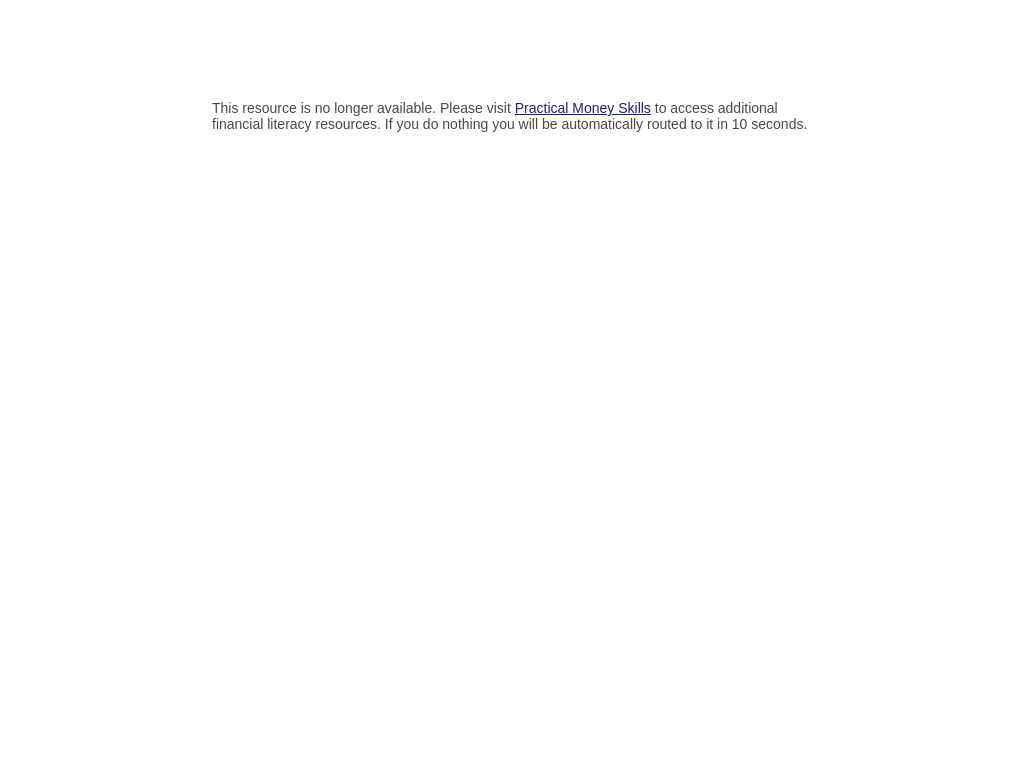 This resource is no longer available. Please visit Practical Money Skills to access additional
financial literacy resources. If you do nothing you will be automatically routed to it in 10 seconds.